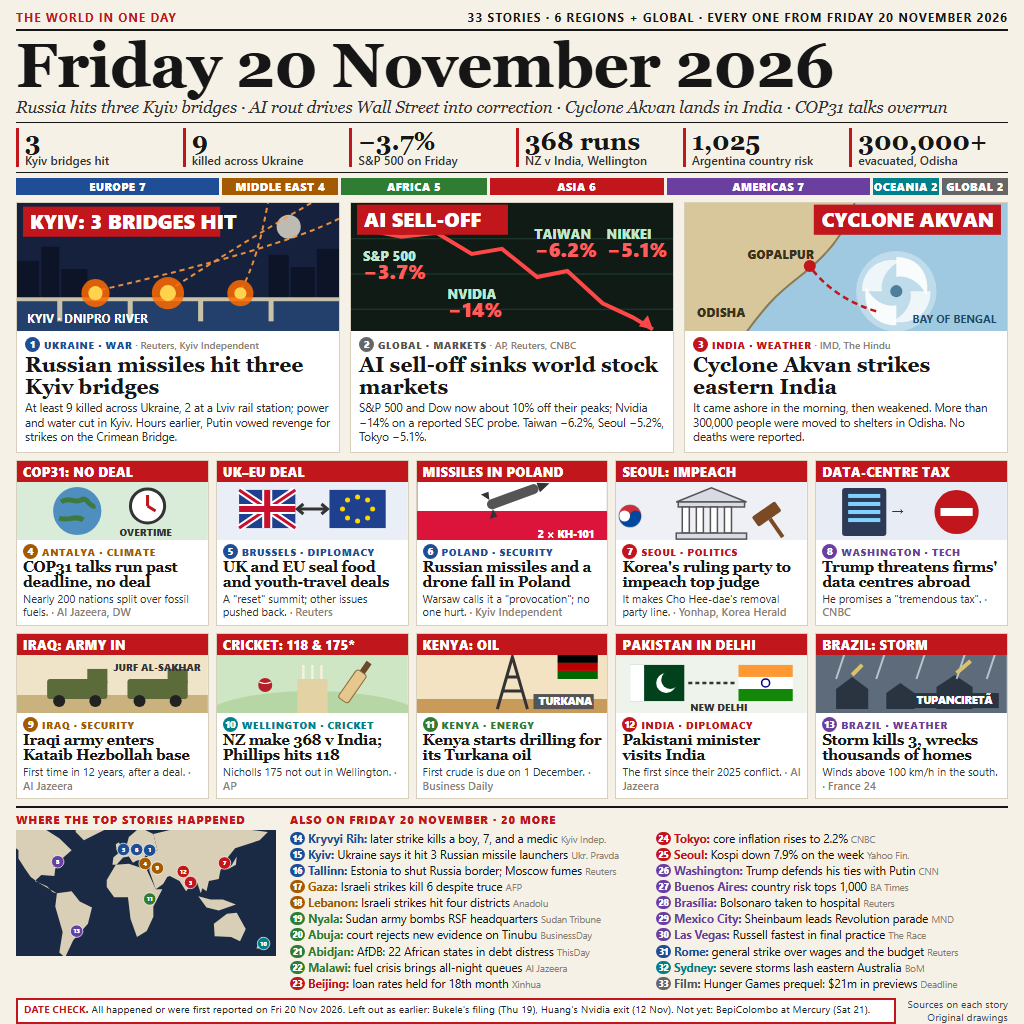 THE WORLD IN ONE DAY
33 STORIES · 6 REGIONS + GLOBAL · EVERY ONE FROM FRIDAY 20 NOVEMBER 2026
Friday 20 November 2026
Russia hits three Kyiv bridges · AI rout drives Wall Street into correction · Cyclone Akvan lands in India · COP31 talks overrun
3
Kyiv bridges hit
9
killed across Ukraine
−3.7%
S&P 500 on Friday
368 runs
NZ v India, Wellington
1,025
Argentina country risk
300,000+
evacuated, Odisha
EUROPE 7
MIDDLE EAST 4
AFRICA 5
ASIA 6
AMERICAS 7
OCEANIA 2
GLOBAL 2
KYIV: 3 BRIDGES HIT
KYIV · DNIPRO RIVER
1 UKRAINE · WAR · Reuters, Kyiv Independent
Russian missiles hit three
Kyiv bridges
At least 9 killed across Ukraine, 2 at a Lviv rail station; power
and water cut in Kyiv. Hours earlier, Putin vowed revenge for
strikes on the Crimean Bridge.
AI SELL-OFF
S&P 500
−3.7%
NVIDIA
−14%
TAIWAN
−6.2%
NIKKEI
−5.1%
2 GLOBAL · MARKETS · AP, Reuters, CNBC
AI sell-off sinks world stock
markets
S&P 500 and Dow now about 10% off their peaks; Nvidia
−14% on a reported SEC probe. Taiwan −6.2%, Seoul −5.2%,
Tokyo −5.1%.
CYCLONE AKVAN
GOPALPUR
ODISHA
BAY OF BENGAL
3 INDIA · WEATHER · IMD, The Hindu
Cyclone Akvan strikes
eastern India
It came ashore in the morning, then weakened. More than
300,000 people were moved to shelters in Odisha. No
deaths were reported.
COP31: NO DEAL
OVERTIME
4 ANTALYA · CLIMATE
COP31 talks run past
deadline, no deal
Nearly 200 nations split over fossil
fuels. · Al Jazeera, DW
UK–EU DEAL
5 BRUSSELS · DIPLOMACY
UK and EU seal food
and youth-travel deals
A "reset" summit; other issues
pushed back. · Reuters
MISSILES IN POLAND
2 × KH-101
6 POLAND · SECURITY
Russian missiles and a
drone fall in Poland
Warsaw calls it a "provocation"; no
one hurt. · Kyiv Independent
SEOUL: IMPEACH
7 SEOUL · POLITICS
Korea's ruling party to
impeach top judge
It makes Cho Hee-dae's removal
party line. · Yonhap, Korea Herald
DATA-CENTRE TAX
→
8 WASHINGTON · TECH
Trump threatens firms'
data centres abroad
He promises a "tremendous tax". ·
CNBC
IRAQ: ARMY IN
JURF AL-SAKHAR
9 IRAQ · SECURITY
Iraqi army enters
Kataib Hezbollah base
First time in 12 years, after a deal. ·
Al Jazeera
CRICKET: 118 & 175*
10 WELLINGTON · CRICKET
NZ make 368 v India;
Phillips hits 118
Nicholls 175 not out in Wellington. ·
AP
KENYA: OIL
TURKANA
11 KENYA · ENERGY
Kenya starts drilling for
its Turkana oil
First crude is due on 1 December. ·
Business Daily
PAKISTAN IN DELHI
NEW DELHI
12 INDIA · DIPLOMACY
Pakistani minister
visits India
The first since their 2025 conflict. · Al
Jazeera
BRAZIL: STORM
TUPANCIRETÃ
13 BRAZIL · WEATHER
Storm kills 3, wrecks
thousands of homes
Winds above 100 km/h in the south.
· France 24
WHERE THE TOP STORIES HAPPENED
8
5
6
1
4
9
12
3
7
11
13
10
ALSO ON FRIDAY 20 NOVEMBER · 20 MORE
14 Kryvyi Rih: later strike kills a boy, 7, and a medic Kyiv Indep.
15 Kyiv: Ukraine says it hit 3 Russian missile launchers Ukr. Pravda
16 Tallinn: Estonia to shut Russia border; Moscow fumes Reuters
17 Gaza: Israeli strikes kill 6 despite truce AFP
18 Lebanon: Israeli strikes hit four districts Anadolu
19 Nyala: Sudan army bombs RSF headquarters Sudan Tribune
20 Abuja: court rejects new evidence on Tinubu BusinessDay
21 Abidjan: AfDB: 22 African states in debt distress ThisDay
22 Malawi: fuel crisis brings all-night queues Al Jazeera
23 Beijing: loan rates held for 18th month Xinhua
24 Tokyo: core inflation rises to 2.2% CNBC
25 Seoul: Kospi down 7.9% on the week Yahoo Fin.
26 Washington: Trump defends his ties with Putin CNN
27 Buenos Aires: country risk tops 1,000 BA Times
28 Brasília: Bolsonaro taken to hospital Reuters
29 Mexico City: Sheinbaum leads Revolution parade MND
30 Las Vegas: Russell fastest in final practice The Race
31 Rome: general strike over wages and the budget Reuters
32 Sydney: severe storms lash eastern Australia BoM
33 Film: Hunger Games prequel: $21m in previews Deadline
DATE CHECK. All happened or were first reported on Fri 20 Nov 2026. Left out as earlier: Bukele's filing (Thu 19), Huang's Nvidia exit (12 Nov). Not yet: BepiColombo at Mercury (Sat 21).
Sources on each story
Original drawings